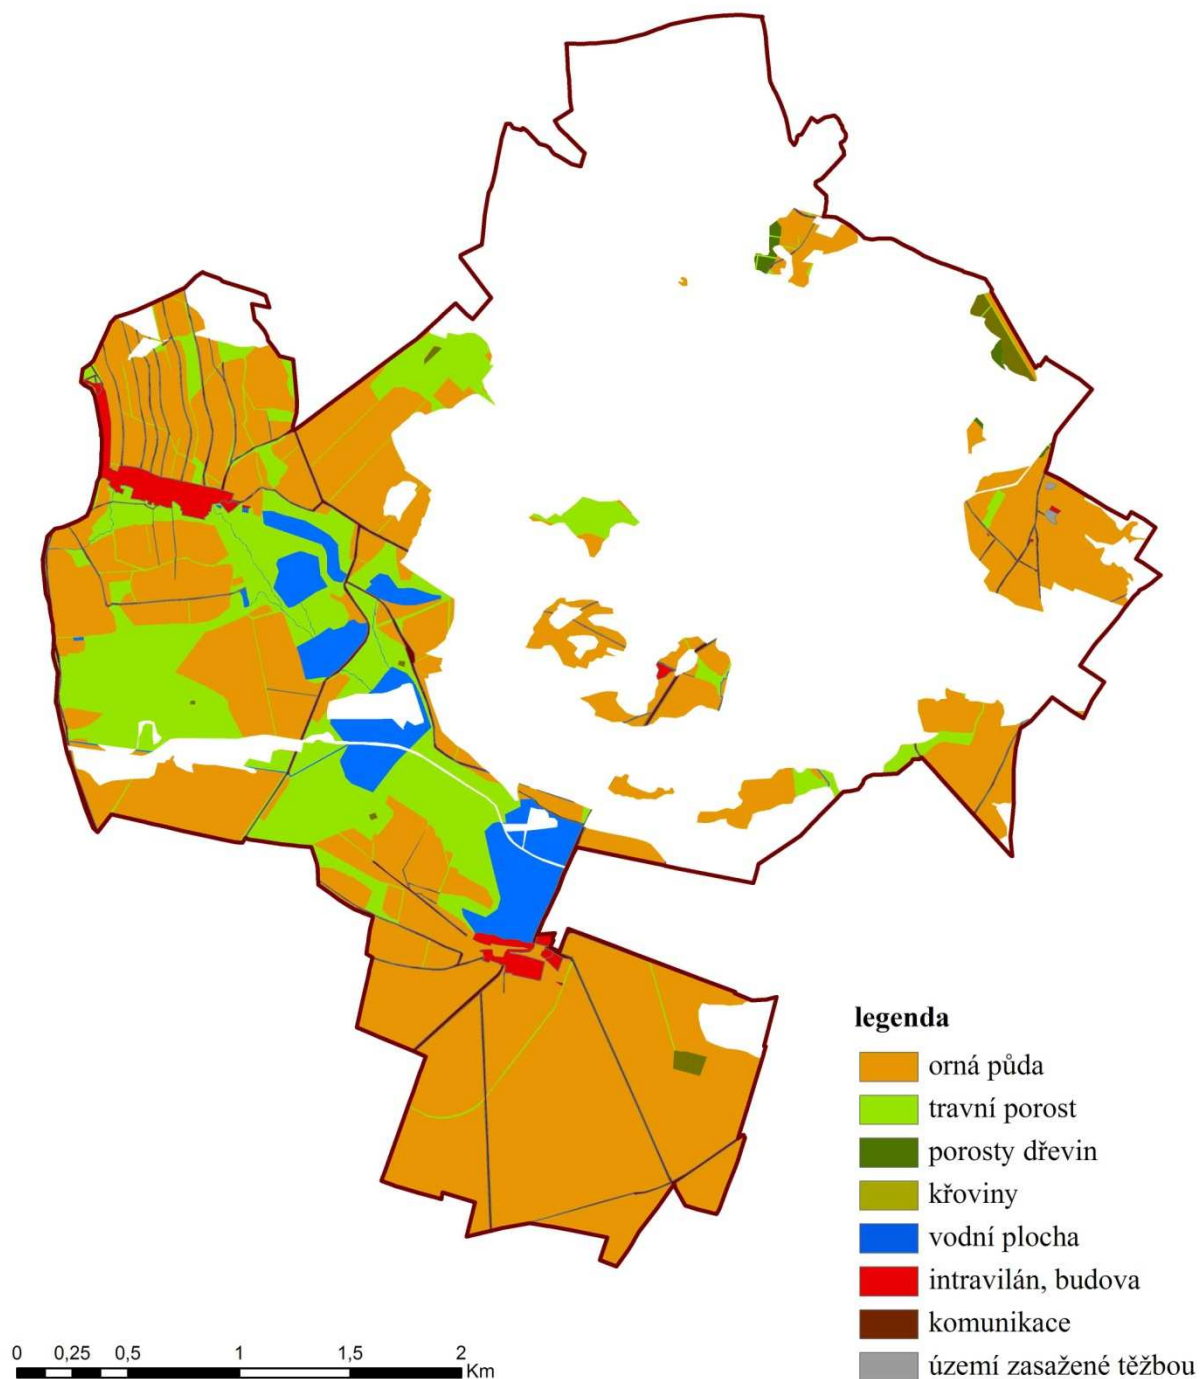 legenda
orná půda
travní porost
porosty dřevin
křoviny
vodní plocha
intravilán, budova
komunikace
území zasažené těžbou
0 0,25 0,5 1 1,5 2
Km